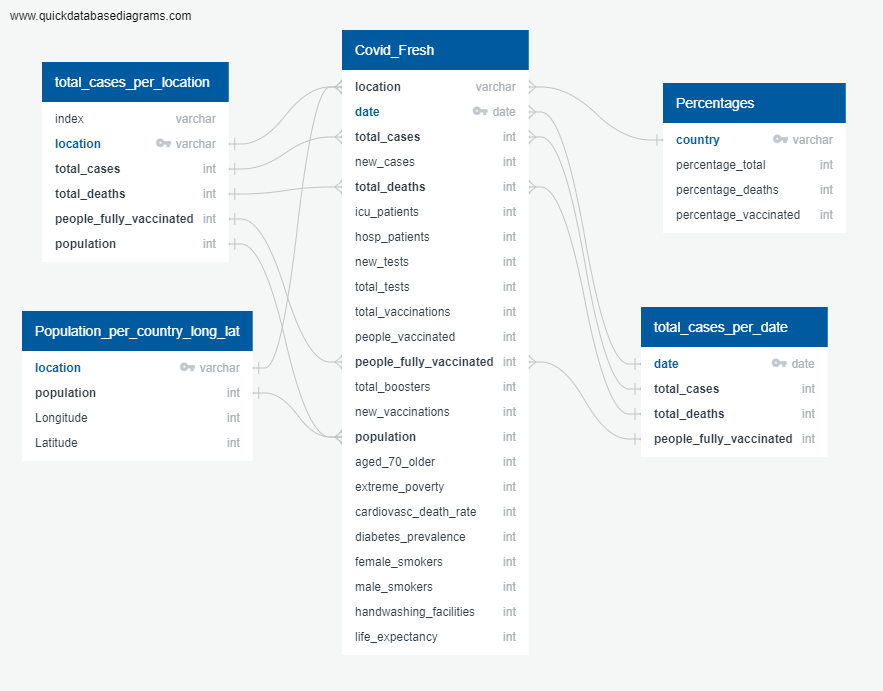 www.quickdatabasediagrams.com
total_cases_per_location
index varchar
location varchar
total_cases int
total_deaths int
people_fully_vaccinated int
population int
Population_per_country_long_lat
location varchar
population int
Longitude int
Latitude int
Covid_Fresh
location varchar
date date
total_cases int
new_cases int
total_deaths int
icu_patients int
hosp_patients int
new_tests int
total_tests int
total_vaccinations int
people_vaccinated int
people_fully_vaccinated int
total_boosters int
new_vaccinations int
population int
aged_70_older int
extreme_poverty int
cardiovasc_death_rate int
diabetes_prevalence int
female_smokers int
male_smokers int
handwashing_facilities int
life_expectancy int
Percentages
country varchar
percentage_total int
percentage_deaths int
percentage_vaccinated int
total_cases_per_date
date date
total_cases int
total_deaths int
people_fully_vaccinated int